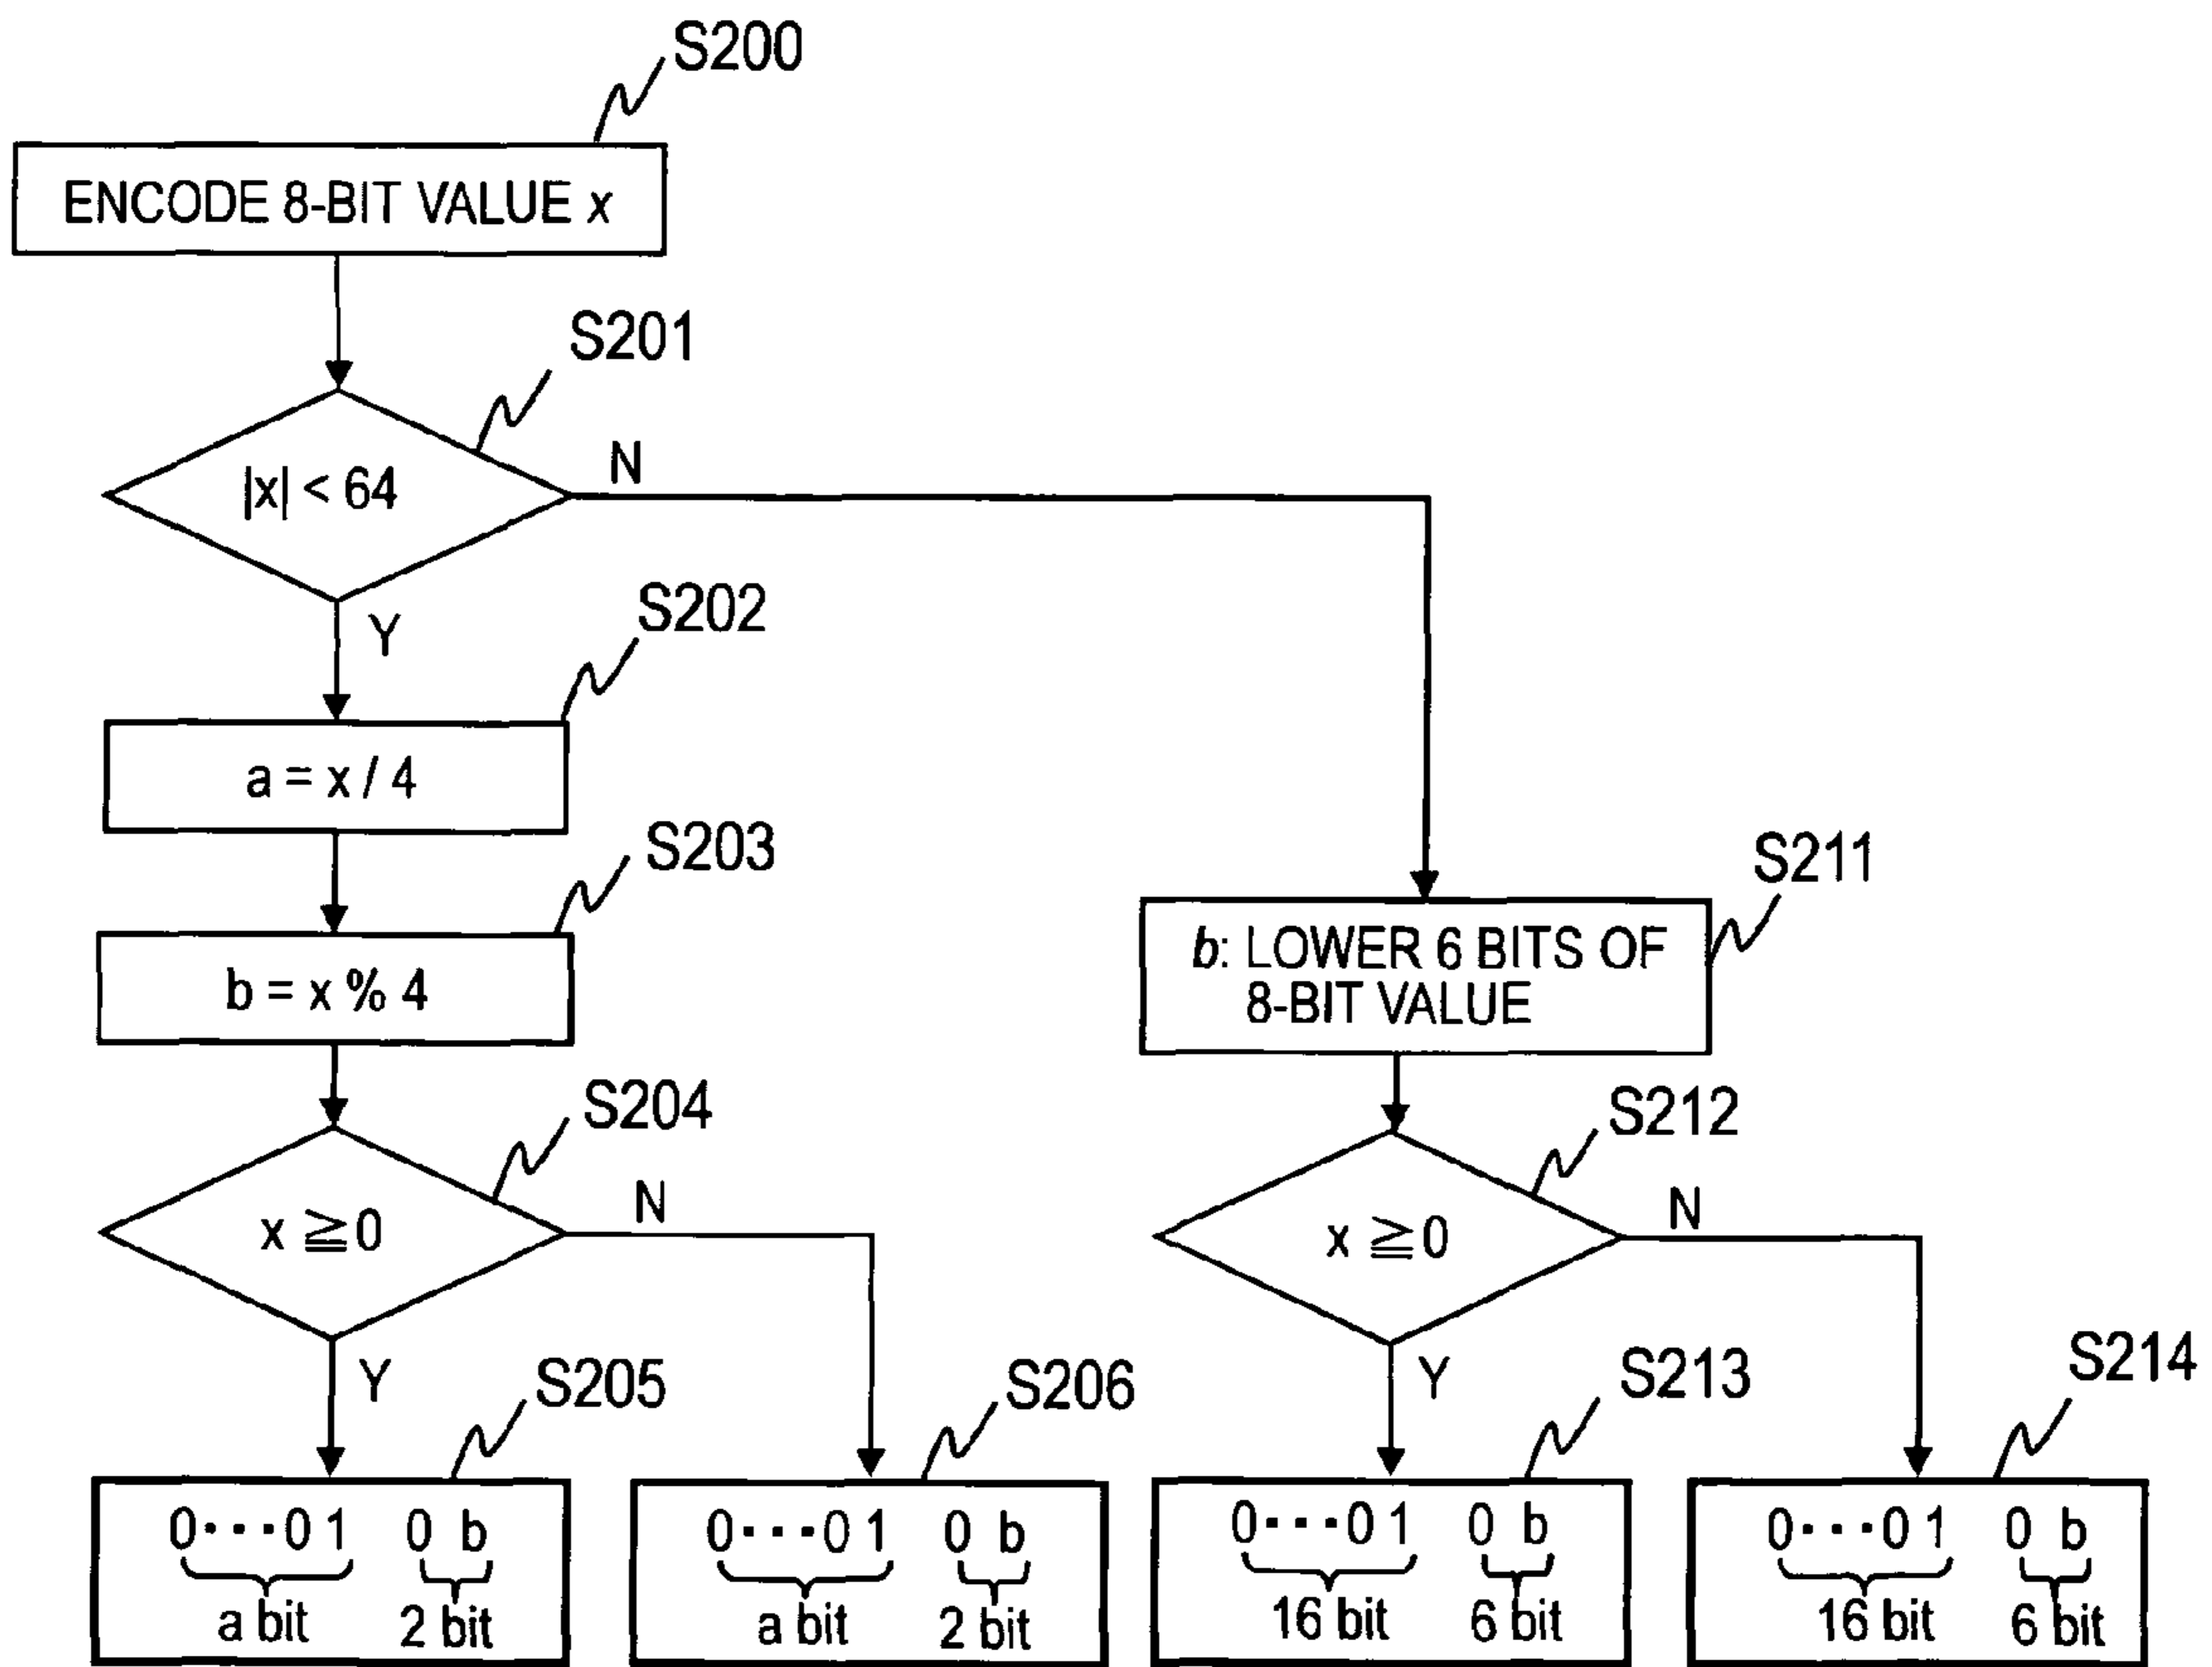 S200
ENCODE 8-BIT VALUE x
S201
|x| < 64
N
Y
S202
a = x / 4
S203
b = x % 4
S211
b: LOWER 6 BITS OF
8-BIT VALUE
S204
x ≧ 0
N
Y
S212
x ≧ 0
N
Y
S205
0···0 1 0 b
a bit 2 bit
S206
0···0 1 0 b
a bit 2 bit
S213
0···0 1 0 b
16 bit 6 bit
S214
0···0 1 0 b
16 bit 6 bit